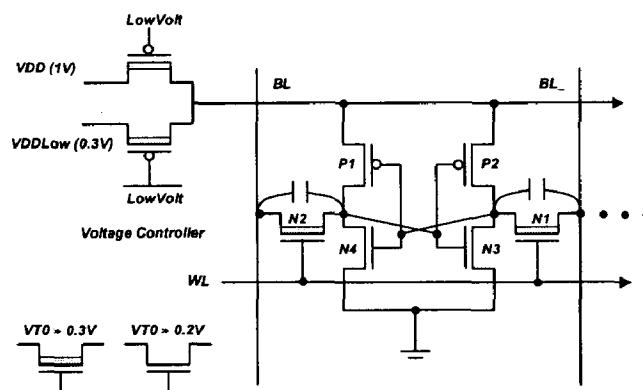 LowVolt
VDD (1V)
BL
BL_
VDDLow (0.3V)
P1
P2
LowVolt
N2
N1
Voltage Controller
N4
N3
WL
VT0 » 0.3V
VT0 » 0.2V